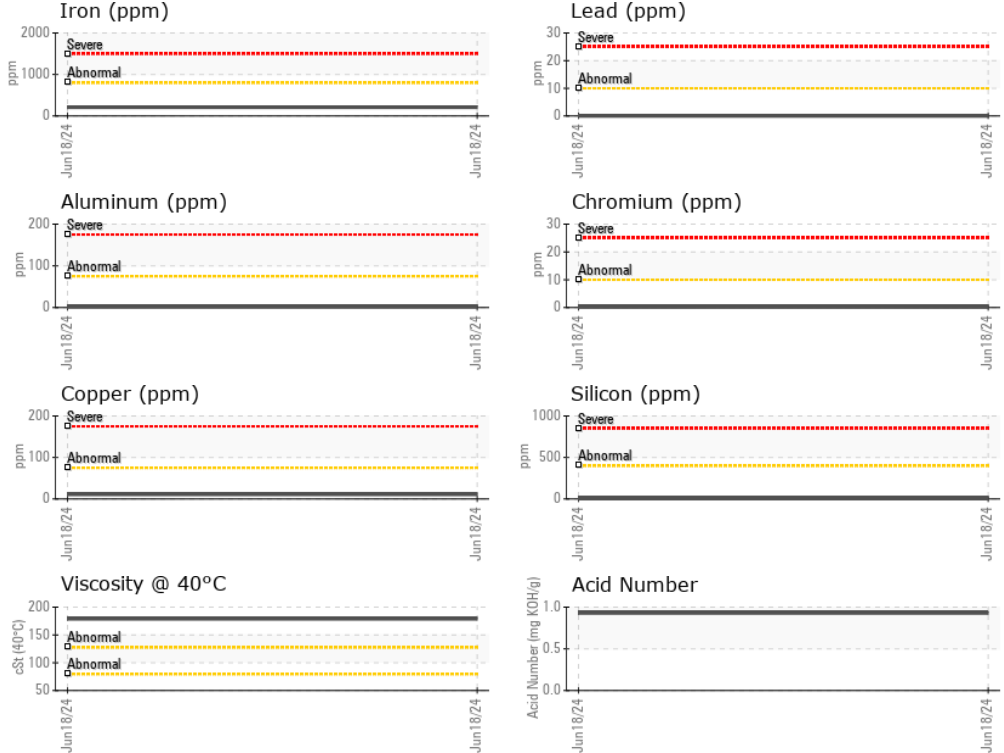 Iron (ppm)
2000
1000
0
ppm
Severe
Abnormal
Jun18/24
Jun18/24
Lead (ppm)
30
20
10
0
ppm
Severe
Abnormal
Jun18/24
Jun18/24
Aluminum (ppm)
200
100
0
ppm
Severe
Abnormal
Jun18/24
Jun18/24
Chromium (ppm)
30
20
10
0
ppm
Severe
Abnormal
Jun18/24
Jun18/24
Copper (ppm)
200
100
0
ppm
Severe
Abnormal
Jun18/24
Jun18/24
Silicon (ppm)
1000
500
0
ppm
Severe
Abnormal
Jun18/24
Jun18/24
Viscosity @ 40°C
200
150
100
50
cSt (40°C)
Abnormal
Abnormal
Jun18/24
Jun18/24
Acid Number
1.0
0.5
0.0
Acid Number (mg KOH/g)
Jun18/24
Jun18/24